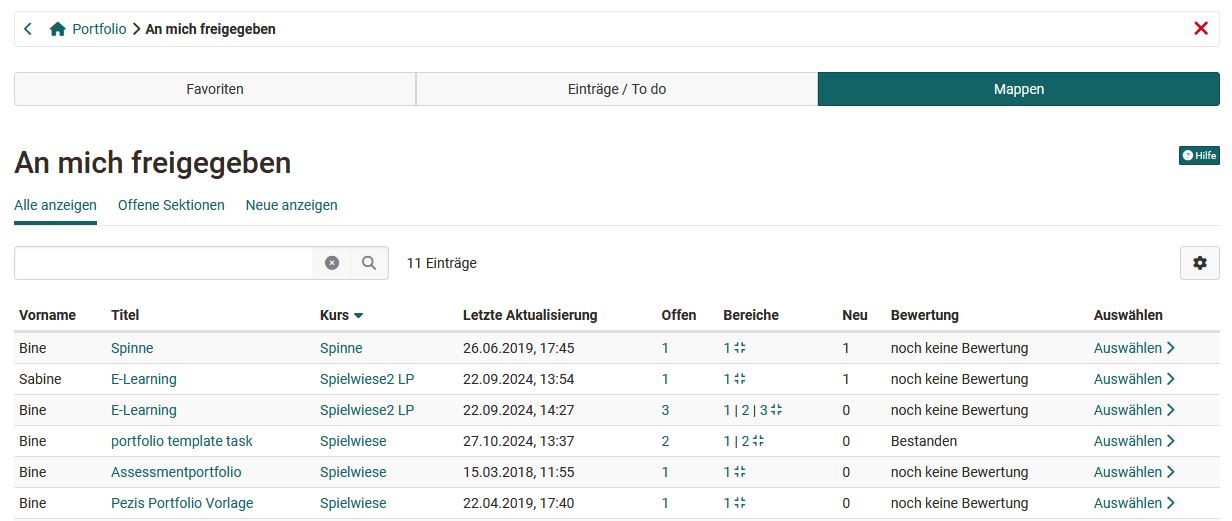 Portfolio An mich freigegeben
Favoriten Einträge / To do Mappen
An mich freigegeben
Hilfe
Alle anzeigen Offene Sektionen Neue anzeigen
11 Einträge
Vorname Titel Kurs Letzte Aktualisierung Offen Bereiche Neu Bewertung Auswählen
Bine Spinne Spinne 26.06.2019, 17:45 1 1 1 noch keine Bewertung Auswählen
Sabine E-Learning Spielwiese2 LP 22.09.2024, 13:54 1 1 1 noch keine Bewertung Auswählen
Bine E-Learning Spielwiese2 LP 22.09.2024, 14:27 3 1 | 2 | 3 0 noch keine Bewertung Auswählen
Bine portfolio template task Spielwiese 27.10.2024, 13:37 2 1 | 2 0 Bestanden Auswählen
Bine Assessmentportfolio Spielwiese 15.03.2018, 11:55 1 1 0 noch keine Bewertung Auswählen
Bine Pezis Portfolio Vorlage Spielwiese 22.04.2019, 17:40 1 1 0 noch keine Bewertung Auswählen